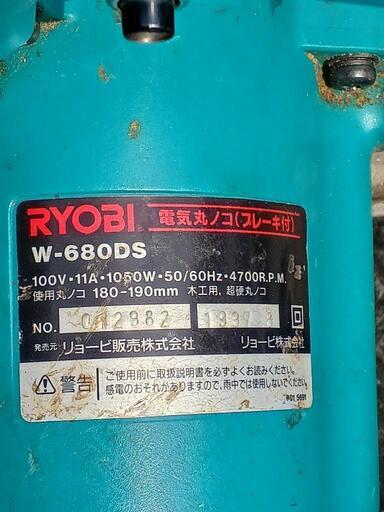 RYOBI 電気丸ノコ(ブレーキ付)
W-680DS
100V・11A・1050W・50/60Hz・4700R.P.M.
使用丸ノコ 180-190mm 木工用, 超硬丸ノコ
NO. 042982
発売元 リョービ販売株式会社 リョービ株式会社
警告 ご使用前に取扱説明書を必ずよくお読みください。
感電のおそれがありますので、雨中では使用しないでください。